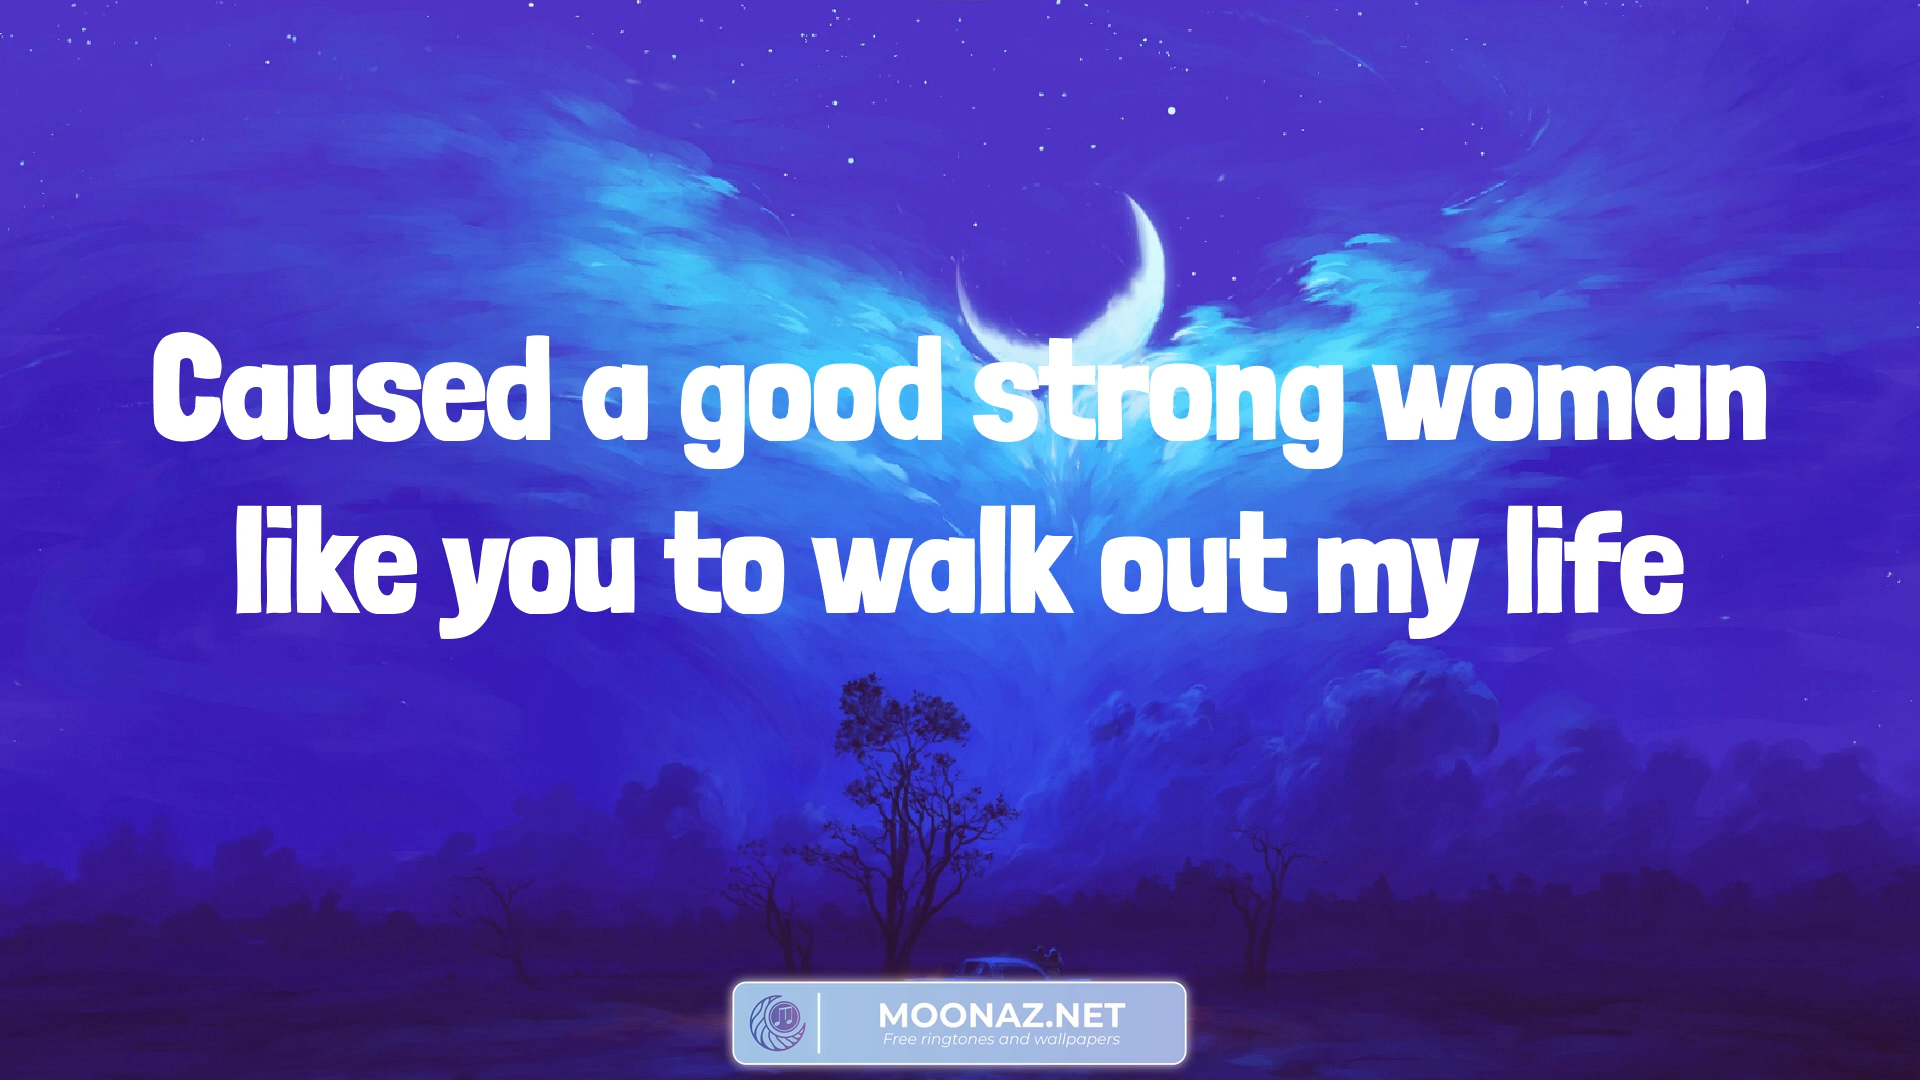 Caused a good strong woman
like you to walk out my life
MOONAZ.NET
Free ringtones and wallpapers